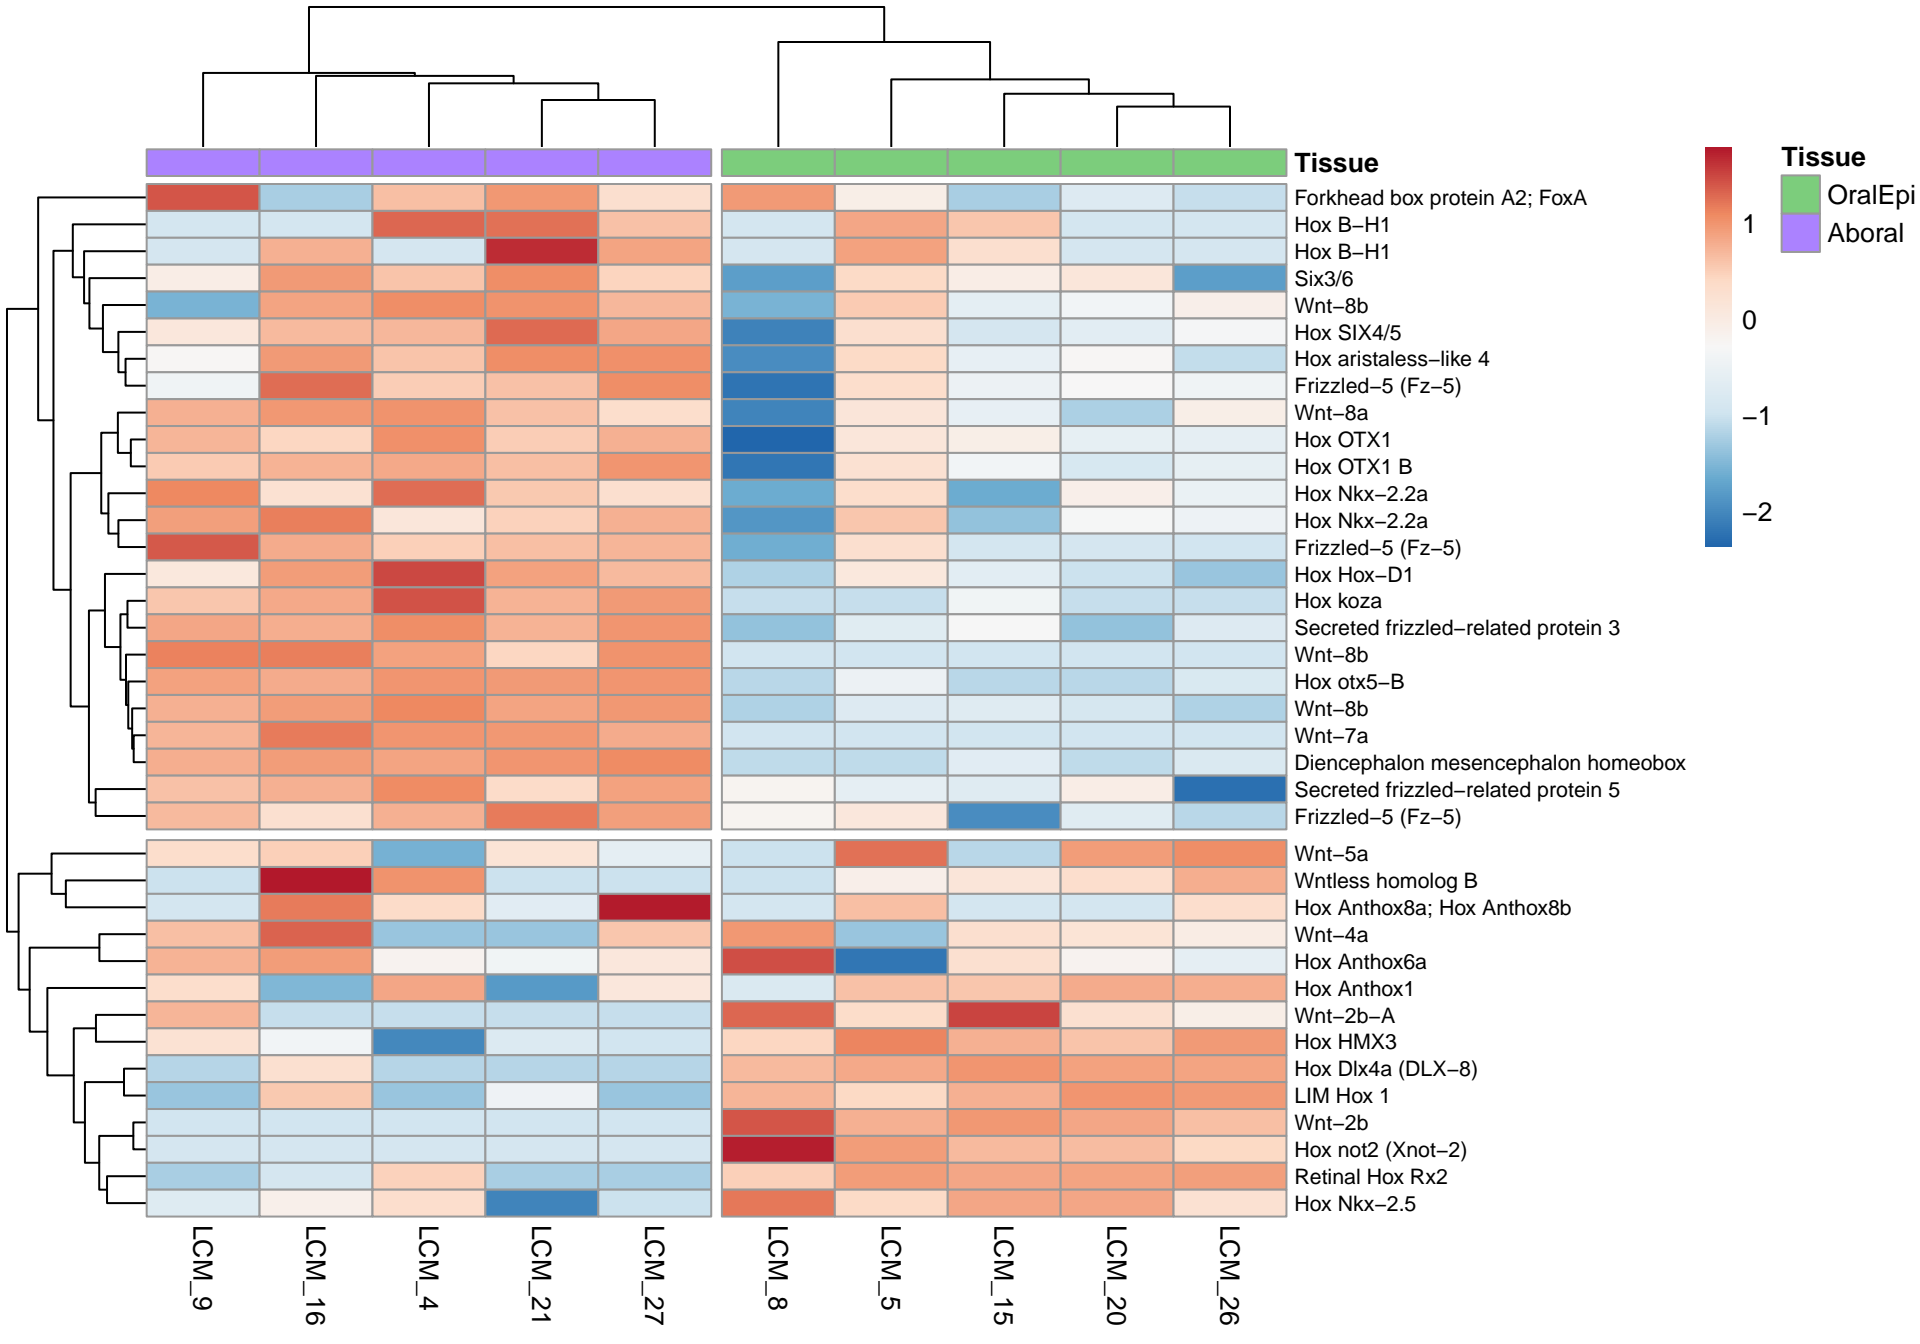 Tissue
Forkhead box protein A2; FoxA
Hox B−H1
Hox B−H1
Six3/6
Wnt−8b
Hox SIX4/5
Hox aristaless−like 4
Frizzled−5 (Fz−5)
Wnt−8a
Hox OTX1
Hox OTX1 B
Hox Nkx−2.2a
Hox Nkx−2.2a
Frizzled−5 (Fz−5)
Hox Hox−D1
Hox koza
Secreted frizzled−related protein 3
Wnt−8b
Hox otx5−B
Wnt−8b
Wnt−7a
Diencephalon mesencephalon homeobox
Secreted frizzled−related protein 5
Frizzled−5 (Fz−5)
Wnt−5a
Wntless homolog B
Hox Anthox8a; Hox Anthox8b
Wnt−4a
Hox Anthox6a
Hox Anthox1
Wnt−2b−A
Hox HMX3
Hox Dlx4a (DLX−8)
LIM Hox 1
Wnt−2b
Hox not2 (Xnot−2)
Retinal Hox Rx2
Hox Nkx−2.5
LCM_9
LCM_16
LCM_4
LCM_21
LCM_27
LCM_8
LCM_5
LCM_15
LCM_20
LCM_26
1
0
−1
−2
Tissue
OralEpi
Aboral